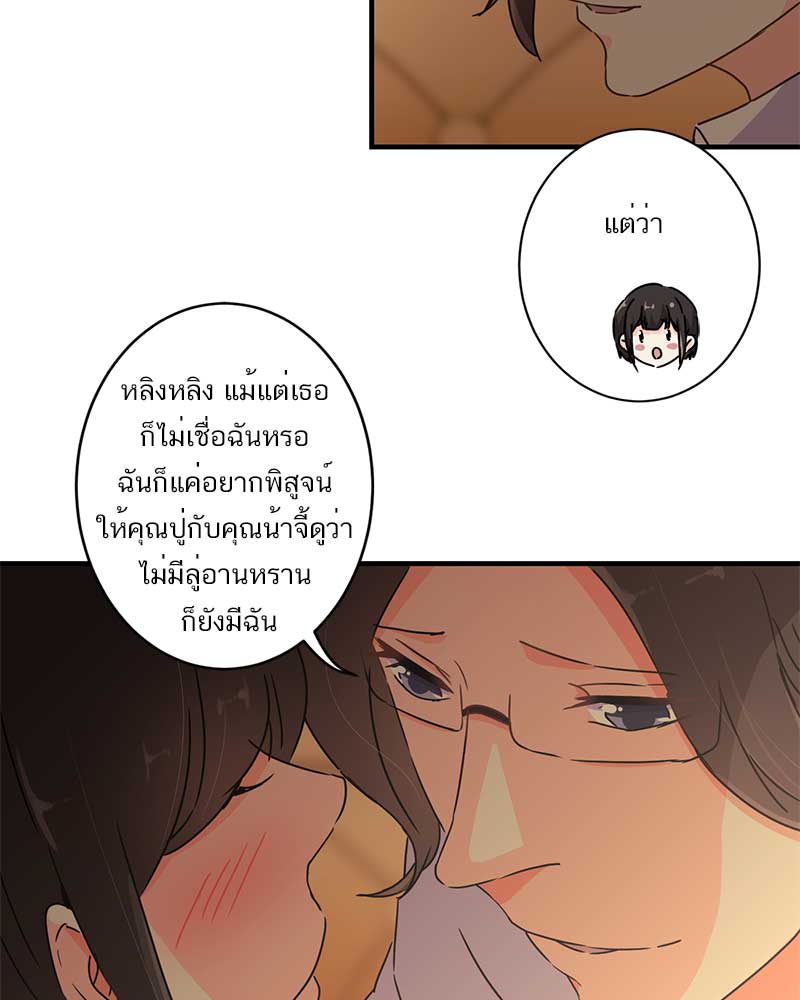 แต่ว่า
หลิงหลิง แม้แต่เธอ
ก็ไม่เชื่อฉันหรอ
ฉันก็แค่อยากพิสูจน์
ให้คุณปู่กับคุณน้าจี้ดูว่า
ไม่มีลู่อานหราน
ก็ยังมีฉัน